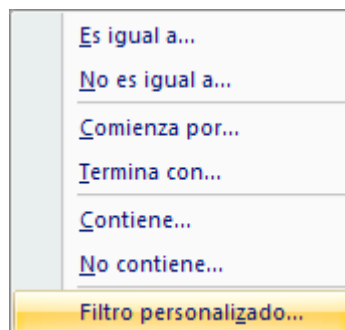 Es igual a...
No es igual a...
Comienza por...
Termina con...
Contiene...
No contiene...
Filtro personalizado...